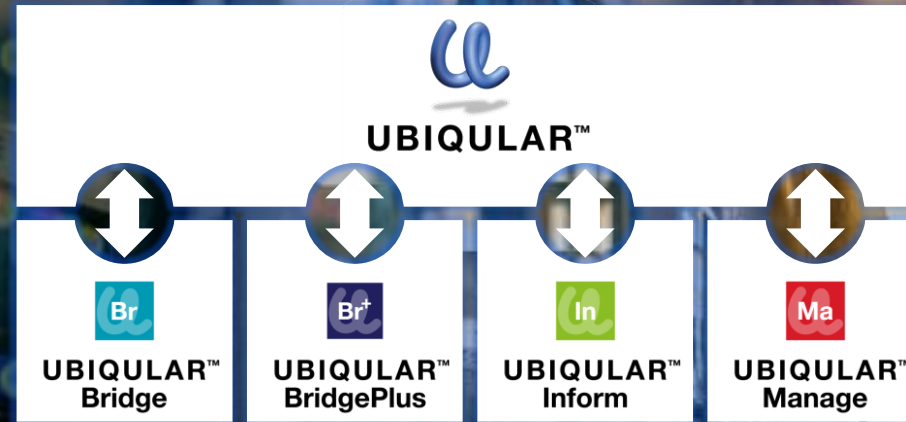 UBIQULAR™
Br
UBIQULAR™
Bridge
Br+
UBIQULAR™
BridgePlus
In
UBIQULAR™
Inform
Ma
UBIQULAR™
Manage